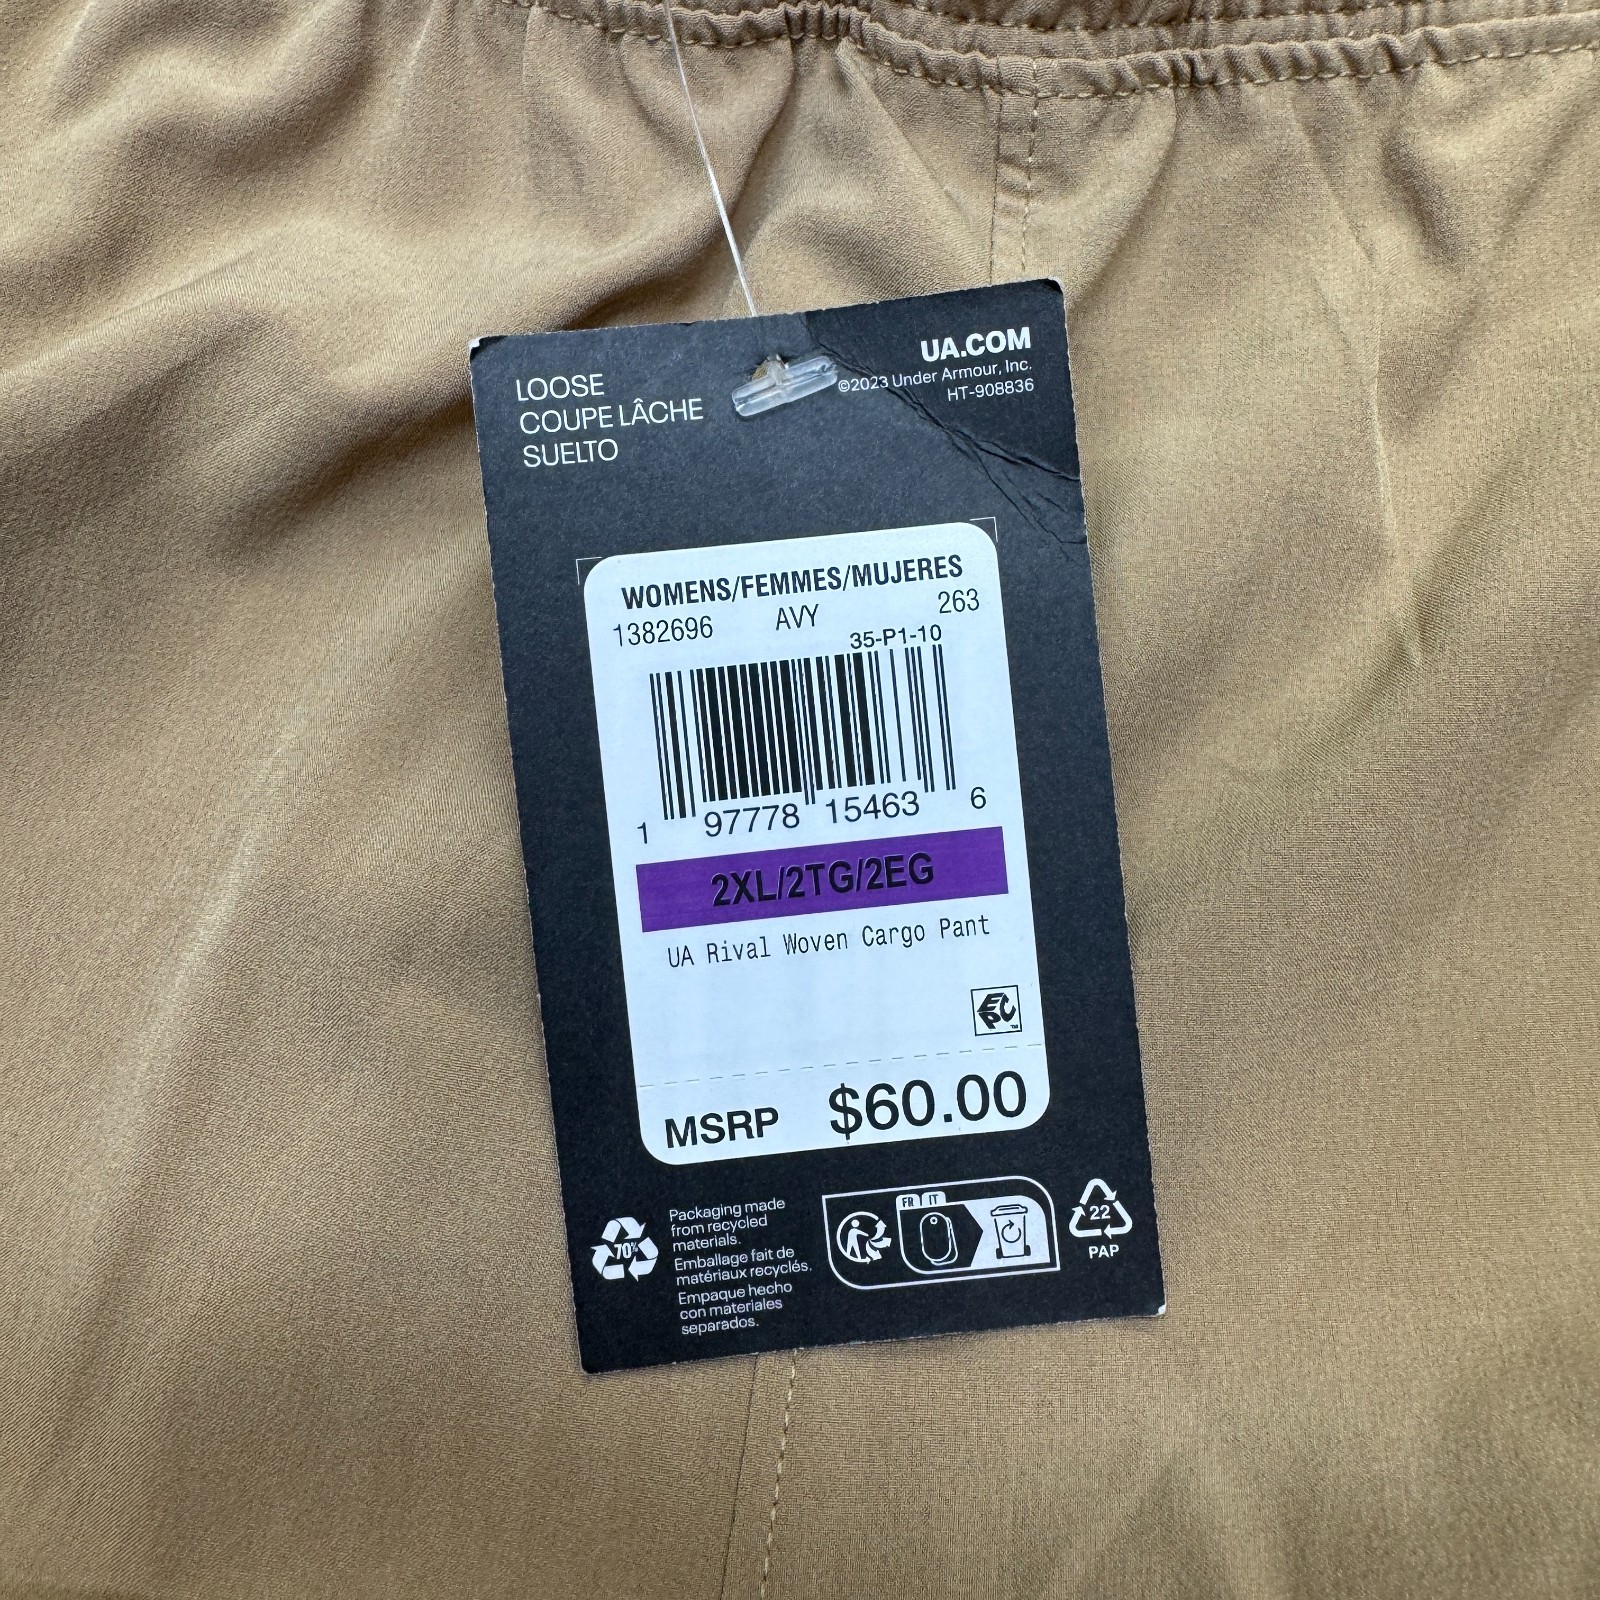 LOOSE
COUPE LÂCHE
SUELTO
UA.COM
©2023 Under Armour, Inc.
HT-908836
WOMENS/FEMMES/MUJERES
1382696 AVY 263
35-P1-10
1 97778 15463 6
2XL/2TG/2EG
UA Rival Woven Cargo Pant
EPC™
MSRP $60.00
70%
Packaging made
from recycled
materials.
Emballage fait de
matériaux recyclés.
Empaque hecho
con materiales
separados.
FR IT
22
PAP